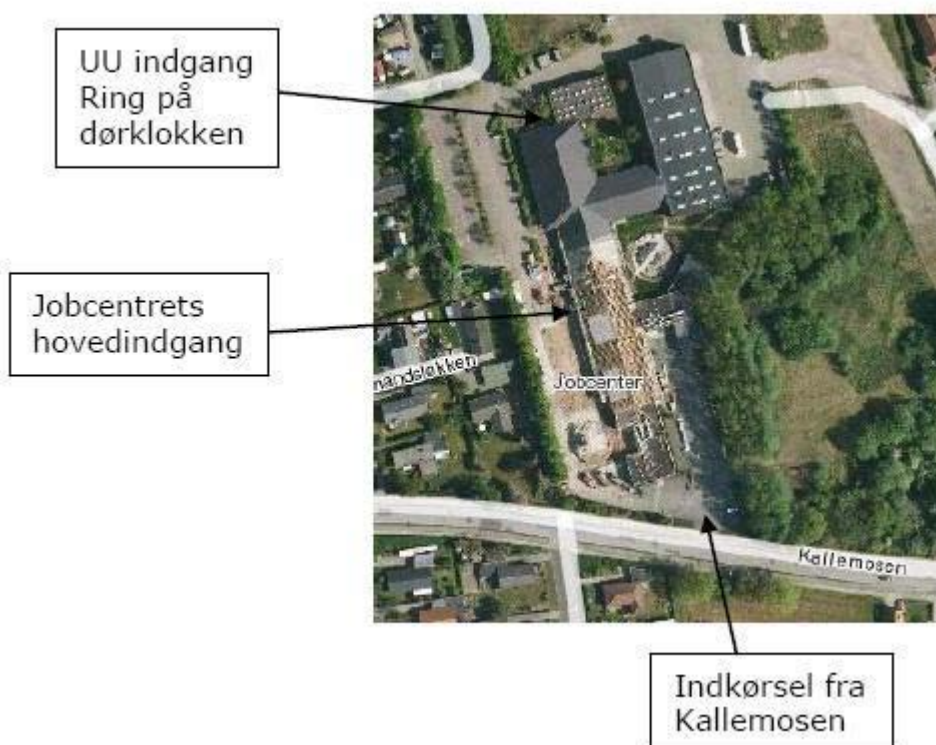 UU indgang
Ring på
dørklokken
Jobcentrets
hovedindgang
Jobcenter
Kallemosen
Indkørsel fra
Kallemosen